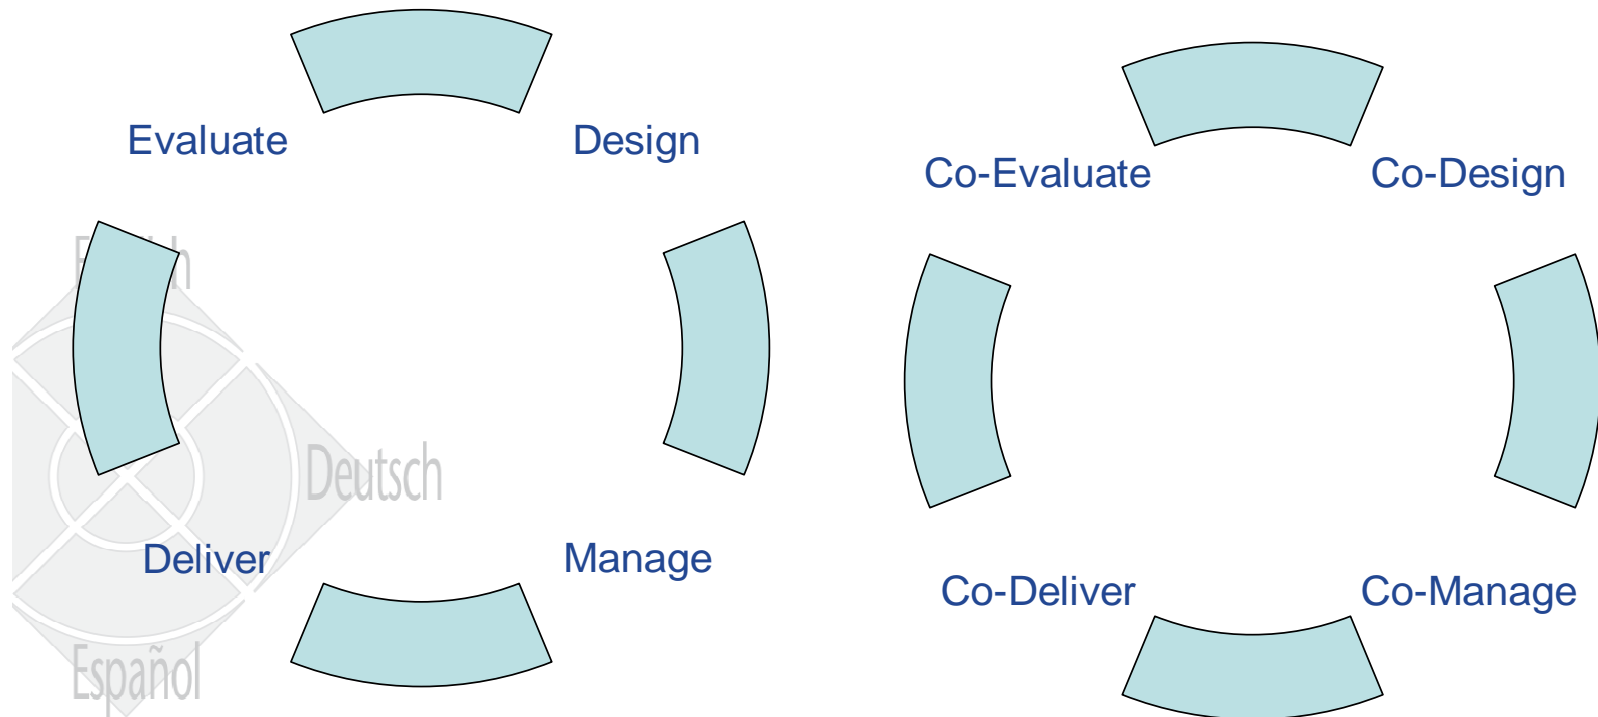 Evaluate
Design
Co-Evaluate
Co-Design
Deutsch
Deliver
Manage
Co-Deliver
Co-Manage
Español